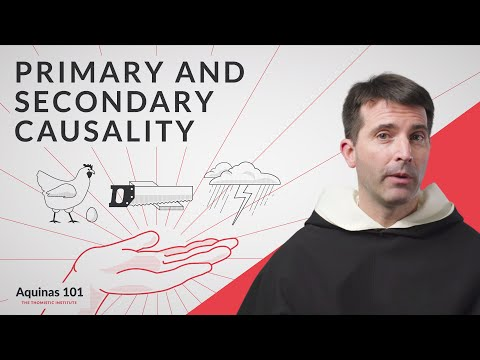 PRIMARY AND
SECONDARY
CAUSALITY
Aquinas 101
THE THOMISTIC INSTITUTE